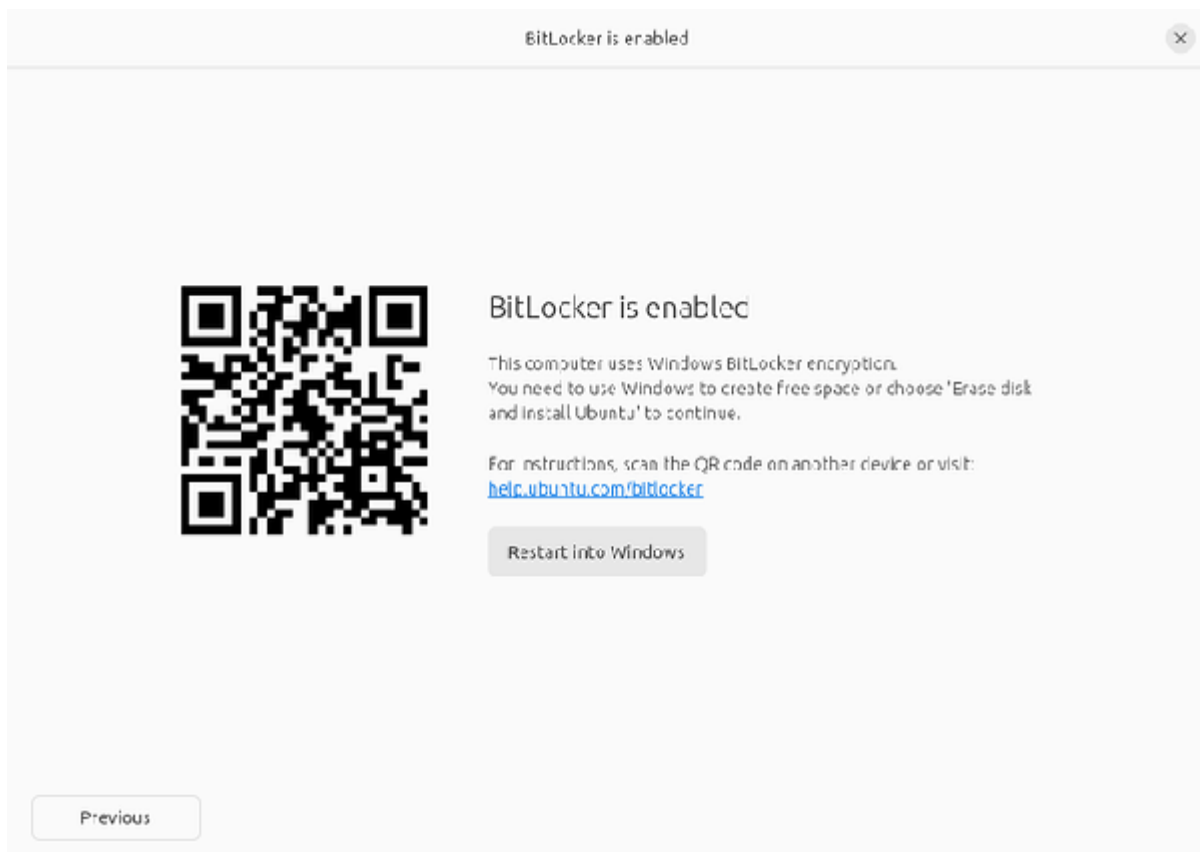 BitLocker is enabled
BitLocker is enabled
This computer uses Windows BitLocker encryption.
You need to use Windows to create free space or choose 'Erase disk
and install Ubuntu' to continue.
For instructions, scan the QR code on another device or visit:
help.ubuntu.com/bitlocker
Restart into Windows
Previous